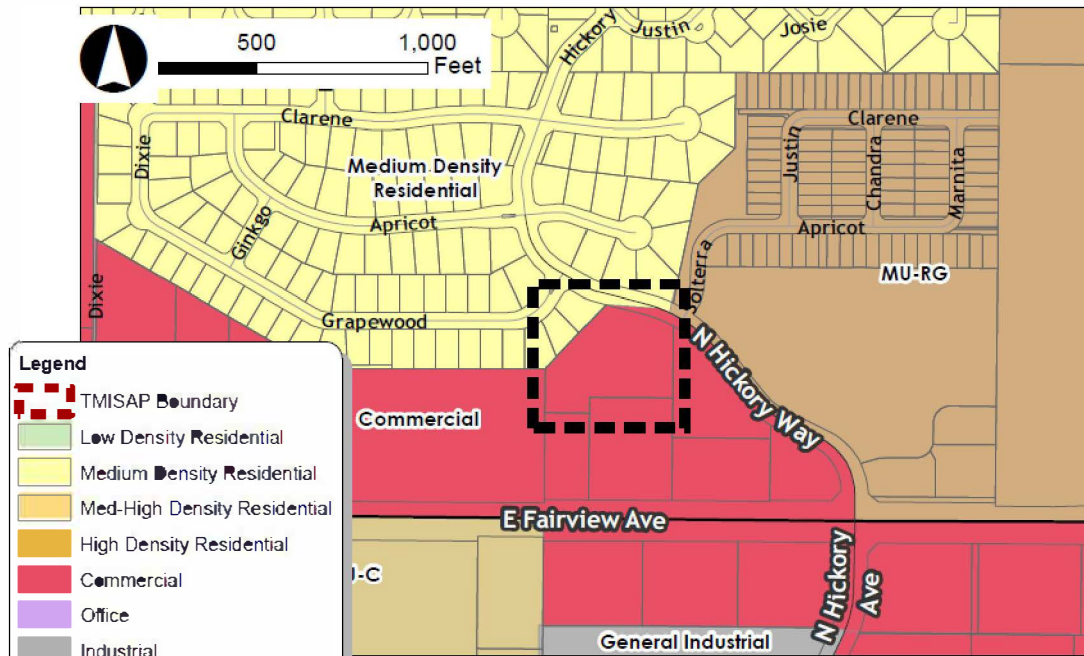 500
1,000
Feet
Hickory
Justin
Josie
Clarene
Clarene
Dixie
Justin
Chandra
Marnita
Medium Density
Residential
Ginkgo
Apricot
Apricot
Jolterra
MU-RG
Dixie
Grapewood
N Hickory Way
Legend
TMISAP Boundary
Low Density Residential
Medium Density Residential
Med-High Density Residential
High Density Residential
Commercial
Office
Industrial
Commercial
E Fairview Ave
J-C
N Hickory
Ave
General Industrial